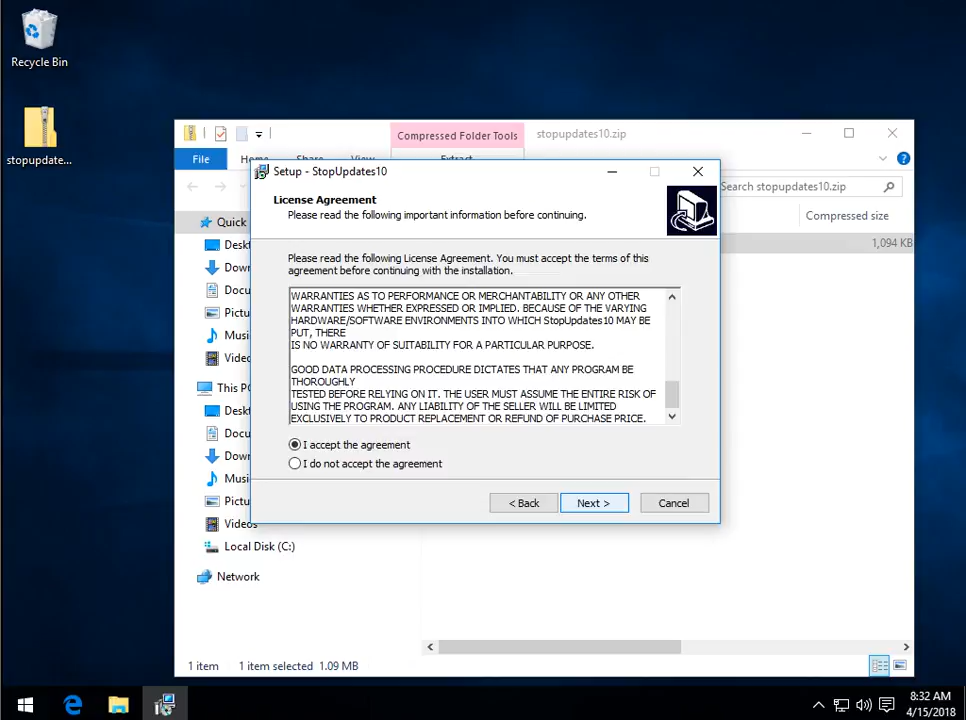 Recycle Bin
stopupdate...
Compressed Folder Tools
stopupdates10.zip
File
Home
Share
View
Extract
Search stopupdates10.zip
Compressed size
1,094 KB
Quick
Deskt
Down
Docu
Pictu
Music
Video
This PC
Deskt
Docu
Down
Music
Pictu
Videos
Local Disk (C:)
Network
Setup - StopUpdates10
License Agreement
Please read the following important information before continuing.
Please read the following License Agreement. You must accept the terms of this
agreement before continuing with the installation.
WARRANTIES AS TO PERFORMANCE OR MERCHANTABILITY OR ANY OTHER
WARRANTIES WHETHER EXPRESSED OR IMPLIED. BECAUSE OF THE VARYING
HARDWARE/SOFTWARE ENVIRONMENTS INTO WHICH StopUpdates10 MAY BE
PUT, THERE
IS NO WARRANTY OF SUITABILITY FOR A PARTICULAR PURPOSE.
GOOD DATA PROCESSING PROCEDURE DICTATES THAT ANY PROGRAM BE
THOROUGHLY
TESTED BEFORE RELYING ON IT. THE USER MUST ASSUME THE ENTIRE RISK OF
USING THE PROGRAM. ANY LIABILITY OF THE SELLER WILL BE LIMITED
EXCLUSIVELY TO PRODUCT REPLACEMENT OR REFUND OF PURCHASE PRICE.
I accept the agreement
I do not accept the agreement
< Back
Next >
Cancel
1 item
1 item selected 1.09 MB
8:32 AM
4/15/2018